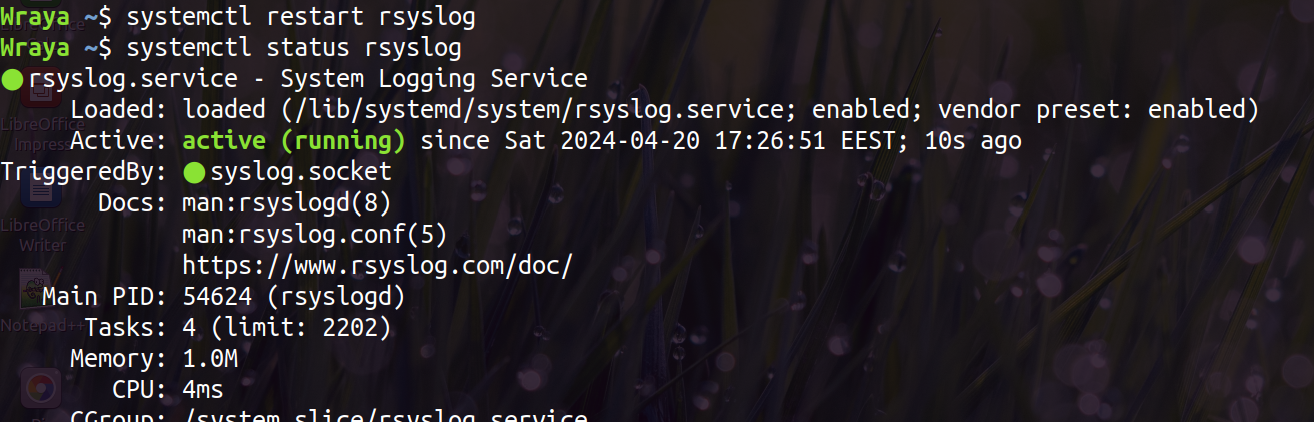 Wraya ~$ systemctl restart rsyslog
Wraya ~$ systemctl status rsyslog
rsyslog.service - System Logging Service
Loaded: loaded (/lib/systemd/system/rsyslog.service; enabled; vendor preset: enabled)
Active: active (running) since Sat 2024-04-20 17:26:51 EEST; 10s ago
TriggeredBy: syslog.socket
Docs: man:rsyslogd(8)
man:rsyslog.conf(5)
https://www.rsyslog.com/doc/
Main PID: 54624 (rsyslogd)
Tasks: 4 (limit: 2202)
Memory: 1.0M
CPU: 4ms
CGroup: /system.slice/rsyslog.service
LibreOffice
Impress
LibreOffice
Writer
Notepad++